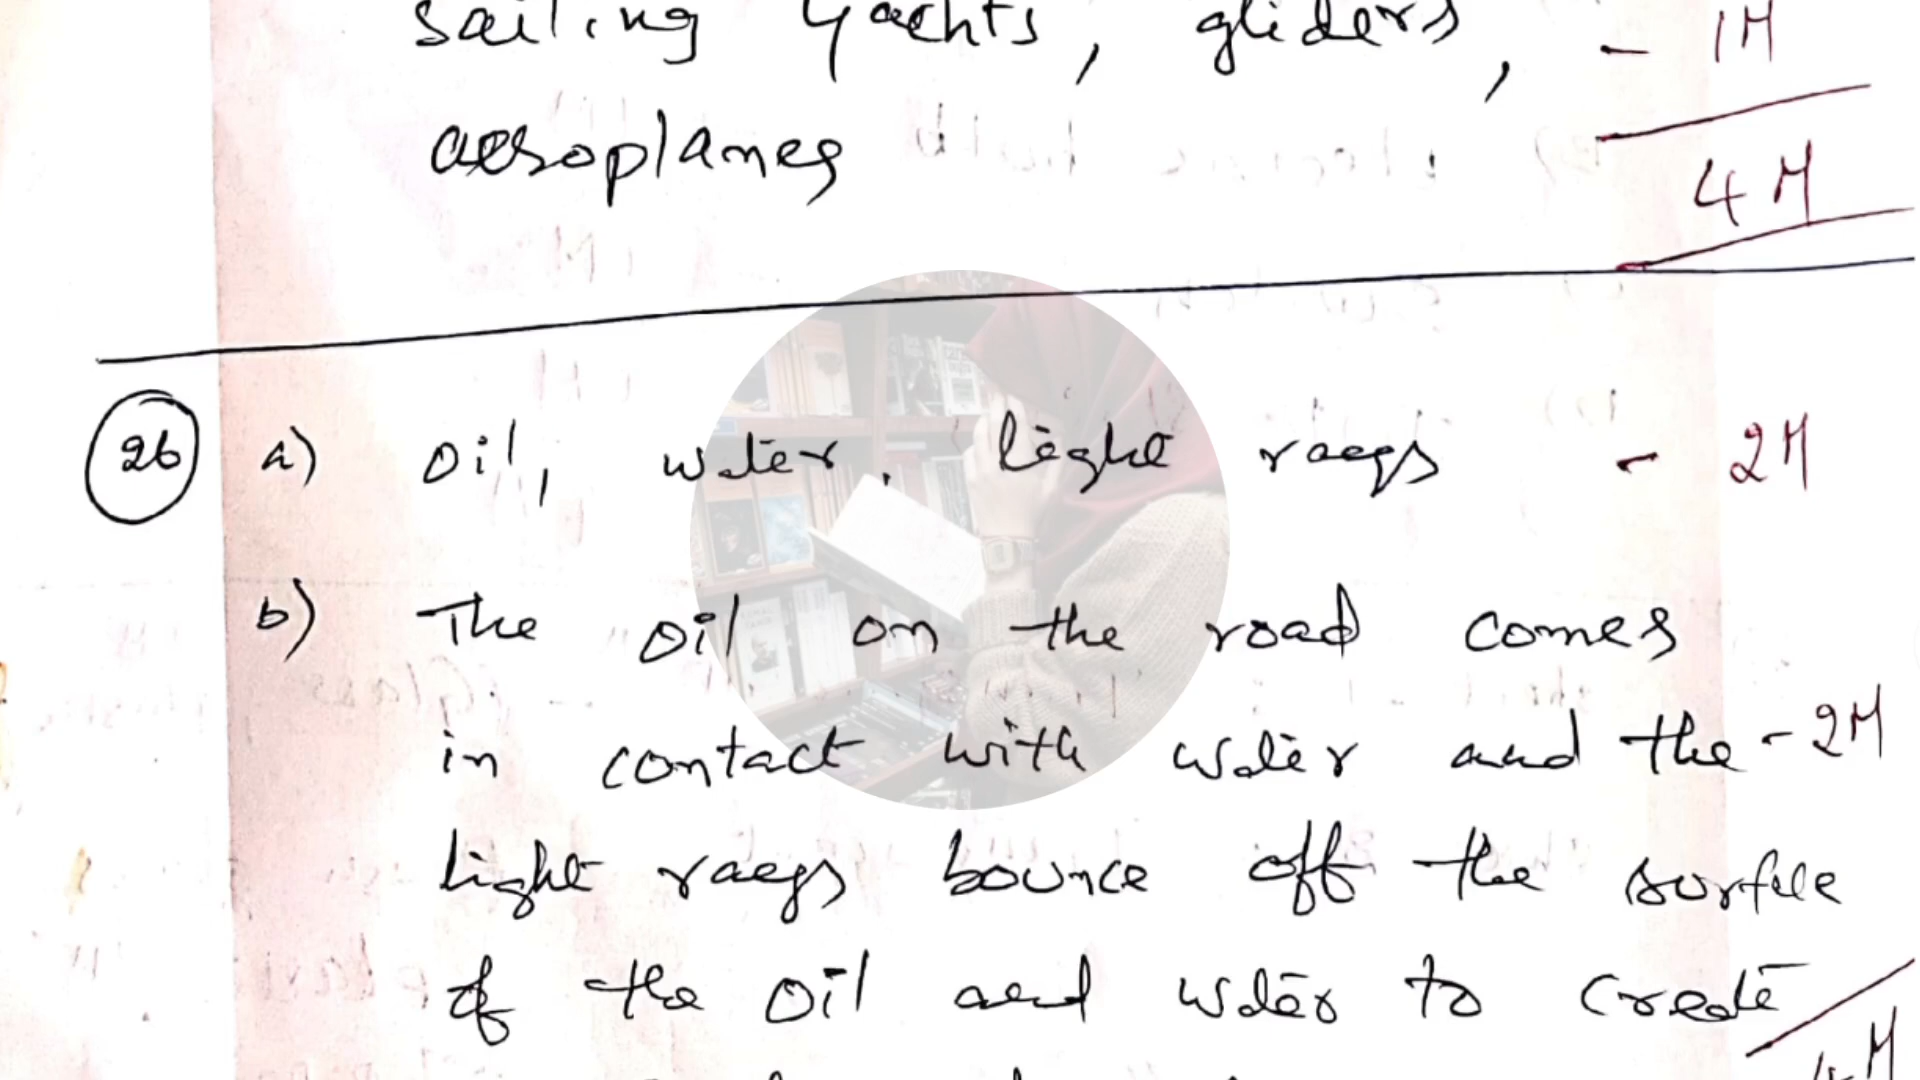 sailing yachts, gliders, - 1M
aeroplanes
4M
26 a) oil, water, light rays - 2M
b) The oil on the road comes
in contact with water and the - 2M
light rays bounce off the surface
of the oil and water to create
4M